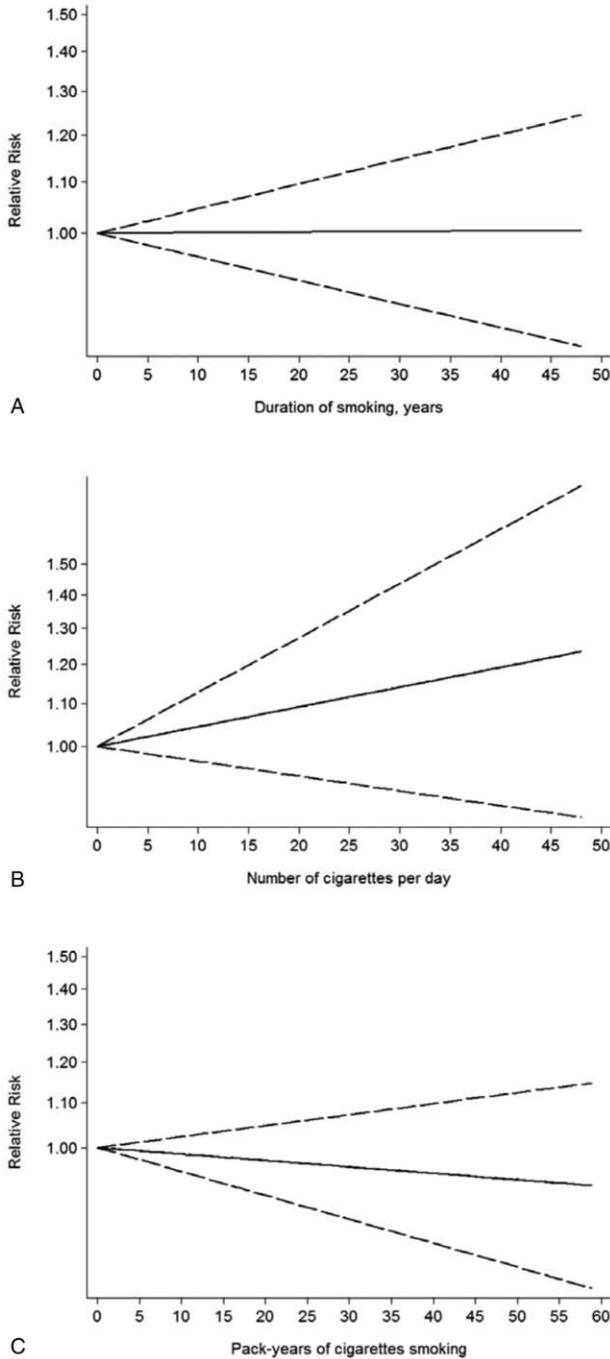 1.50
1.40
1.30
1.20
1.10
1.00
Relative Risk
0 5 10 15 20 25 30 35 40 45 50
Duration of smoking, years
A
1.50
1.40
1.30
1.20
1.10
1.00
Relative Risk
0 5 10 15 20 25 30 35 40 45 50
Number of cigarettes per day
B
1.50
1.40
1.30
1.20
1.10
1.00
Relative Risk
0 5 10 15 20 25 30 35 40 45 50 55 60
Pack-years of cigarettes smoking
C